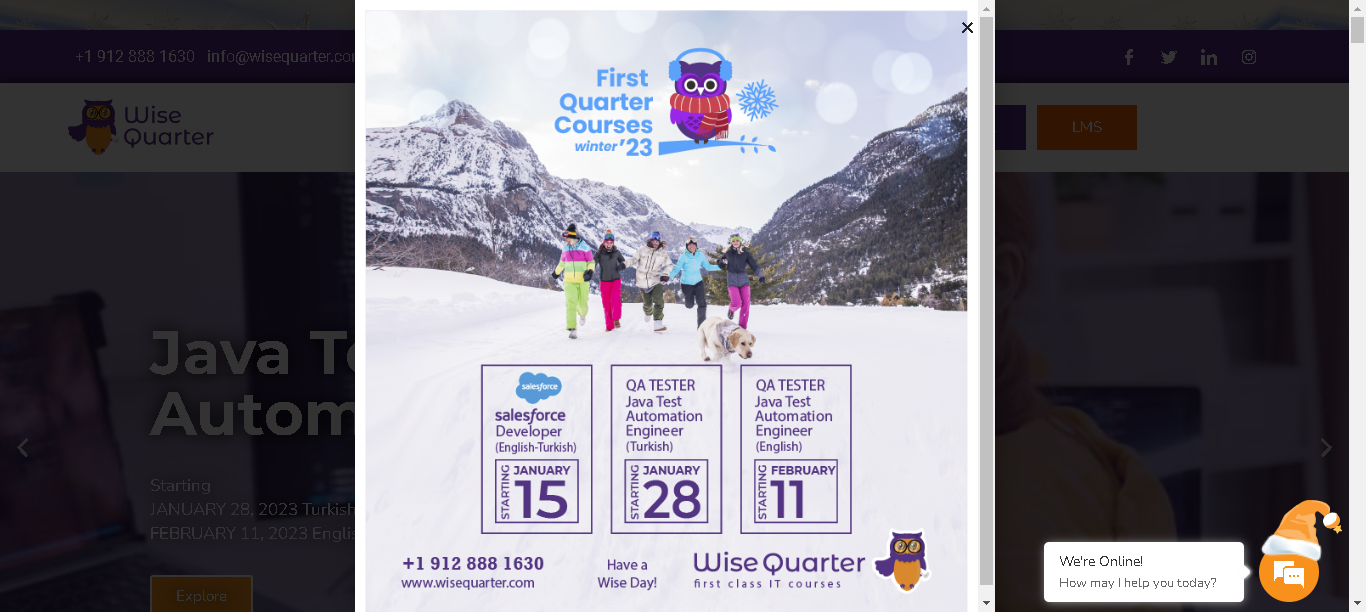 +1 912 888 1630 info@wisequarter.com
Wise
Quarter
LMS
First
Quarter
Courses
winter '23
Java Te
Autom
Starting
JANUARY 28, 2023 Turkish
FEBRUARY 11, 2023 English
Explore
salesforce
salesforce
Developer
(English-Turkish)
STARTING
JANUARY
15
QA TESTER
Java Test
Automation
Engineer
(Turkish)
STARTING
JANUARY
28
QA TESTER
Java Test
Automation
Engineer
(English)
STARTING
FEBRUARY
11
+1 912 888 1630
www.wisequarter.com
Have a
Wise Day!
Wise Quarter
first class IT courses
We're Online!
How may I help you today?